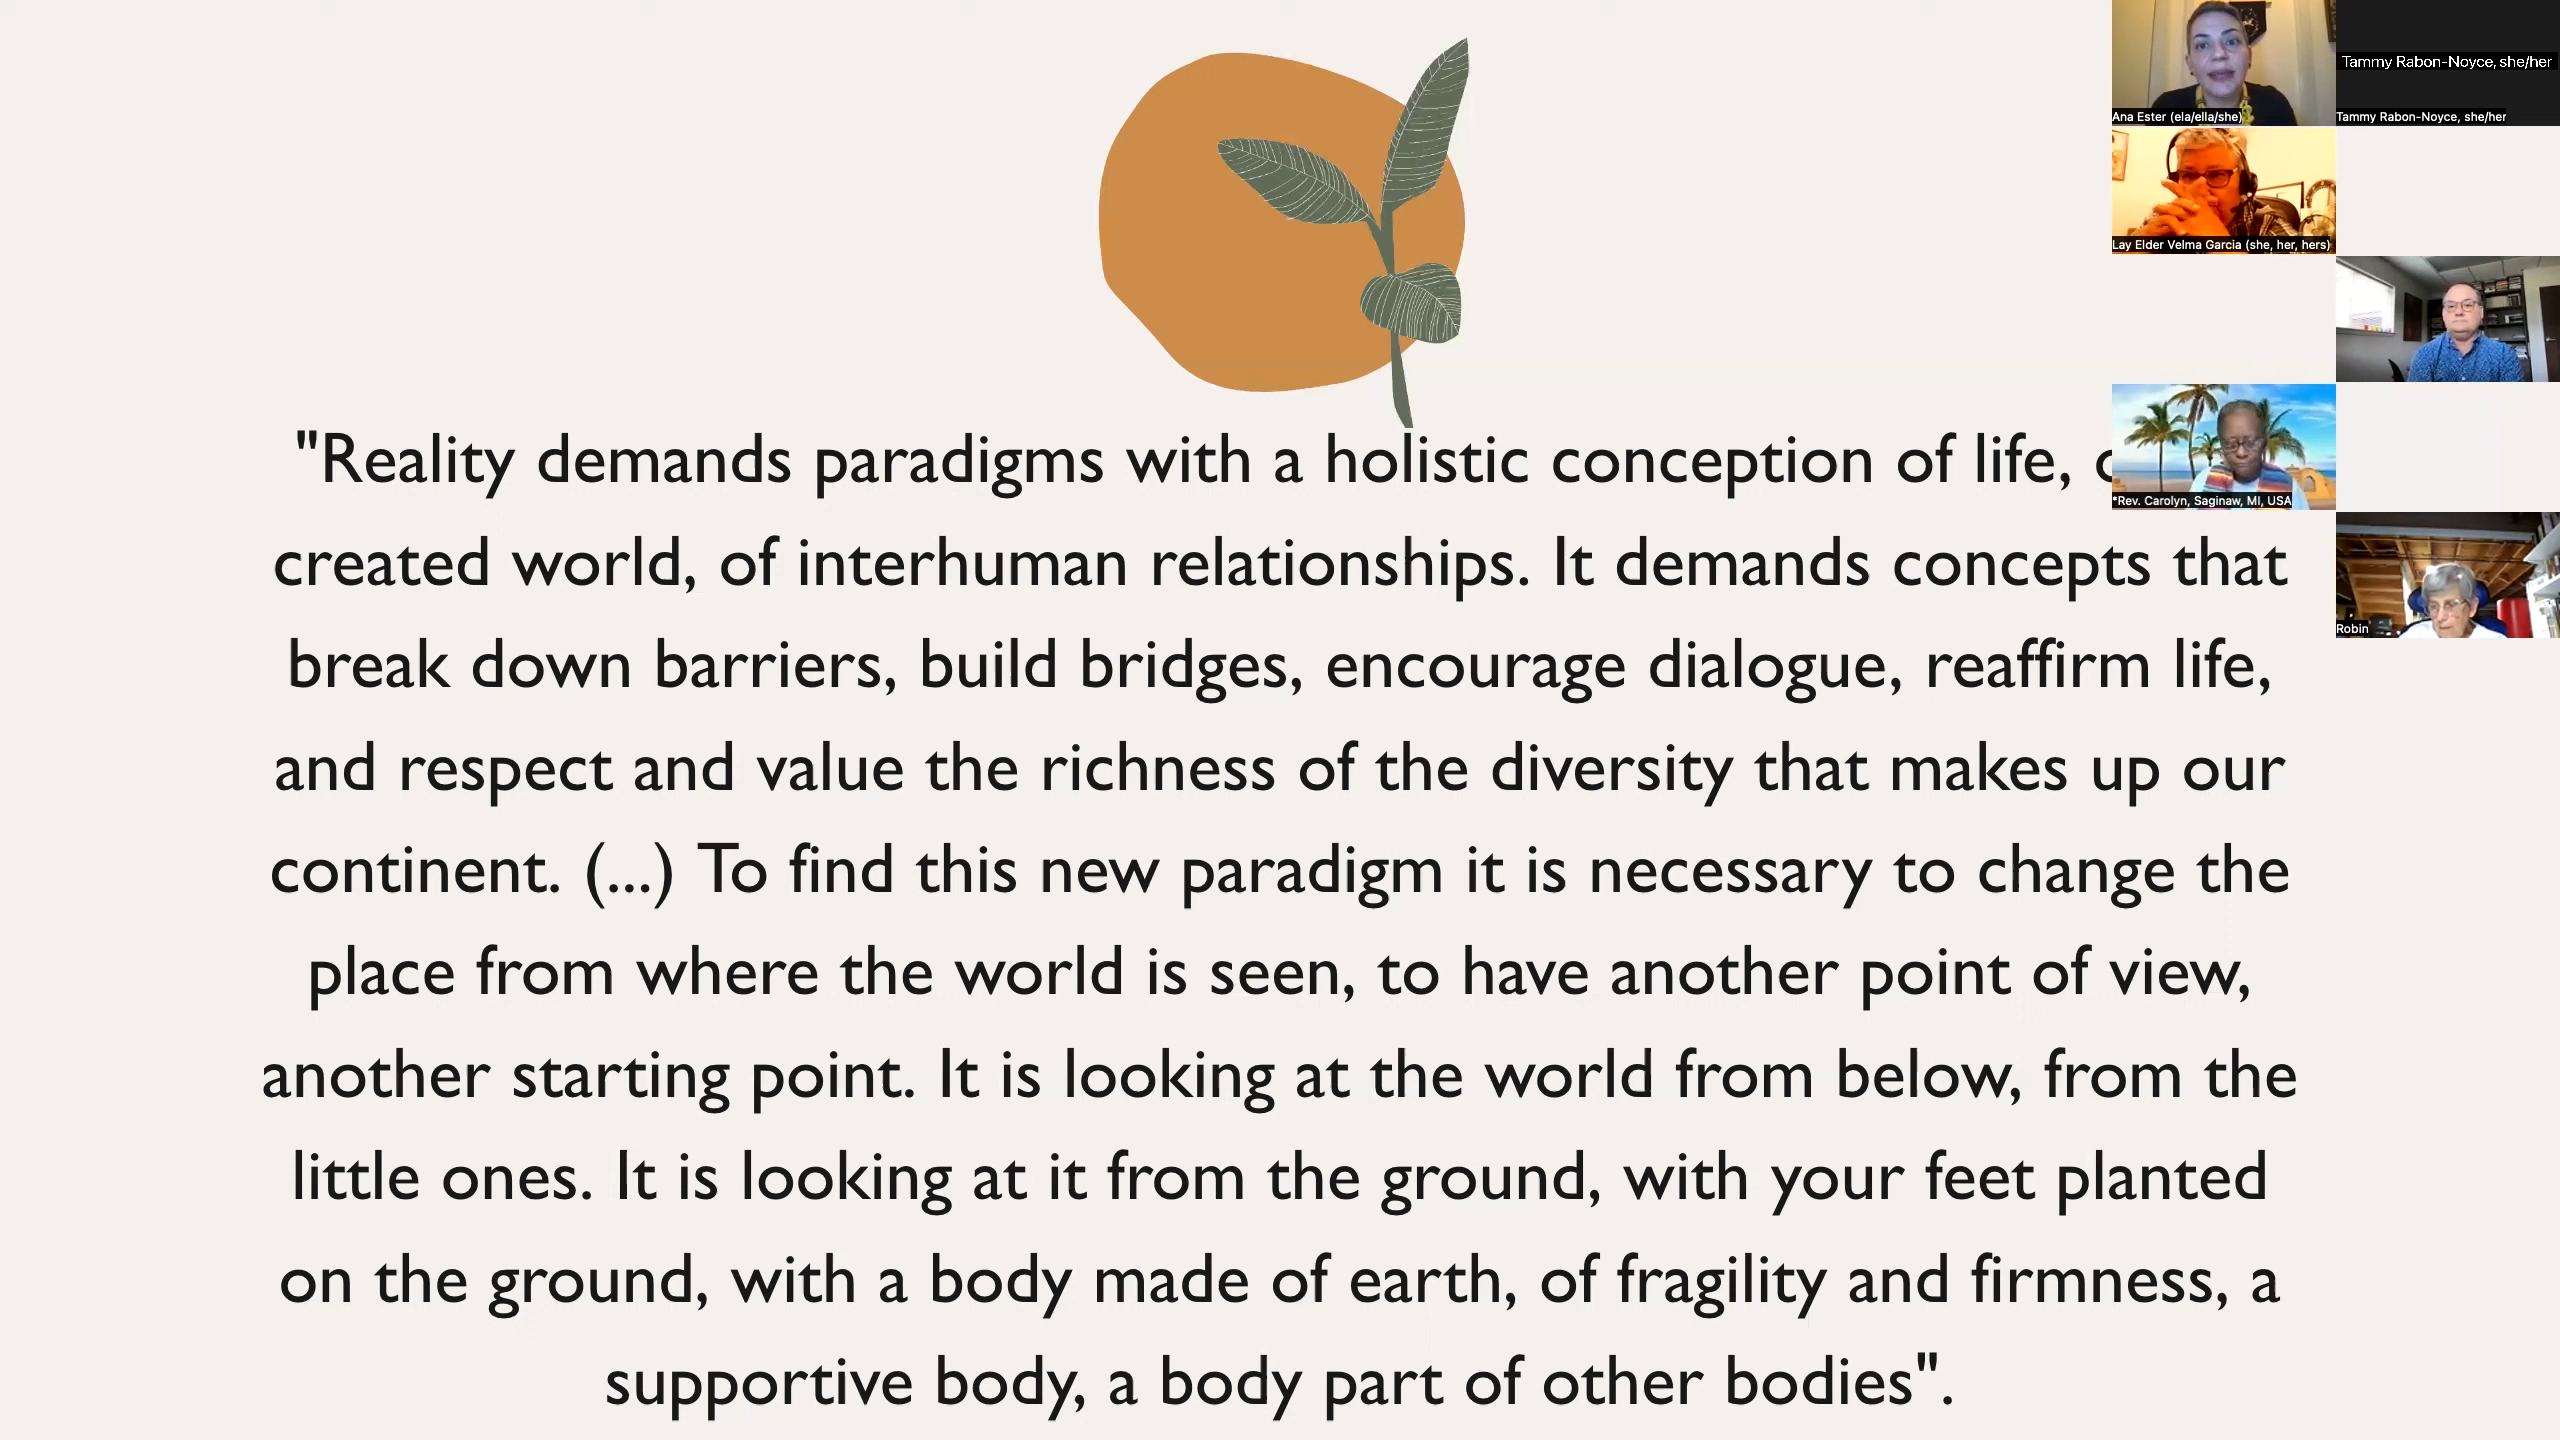 "Reality demands paradigms with a holistic conception of life,
created world, of interhuman relationships. It demands concepts that
break down barriers, build bridges, encourage dialogue, reaffirm life,
and respect and value the richness of the diversity that makes up our
continent. (...) To find this new paradigm it is necessary to change the
place from where the world is seen, to have another point of view,
another starting point. It is looking at the world from below, from the
little ones. It is looking at it from the ground, with your feet planted
on the ground, with a body made of earth, of fragility and firmness, a
supportive body, a body part of other bodies".
Ana Ester (ela/ella/she)
Tammy Rabon-Noyce, she/her
Tammy Rabon-Noyce, she/her
Lay Elder Velma Garcia (she, her, hers)
*Rev. Carolyn, Saginaw, MI, USA
Robin